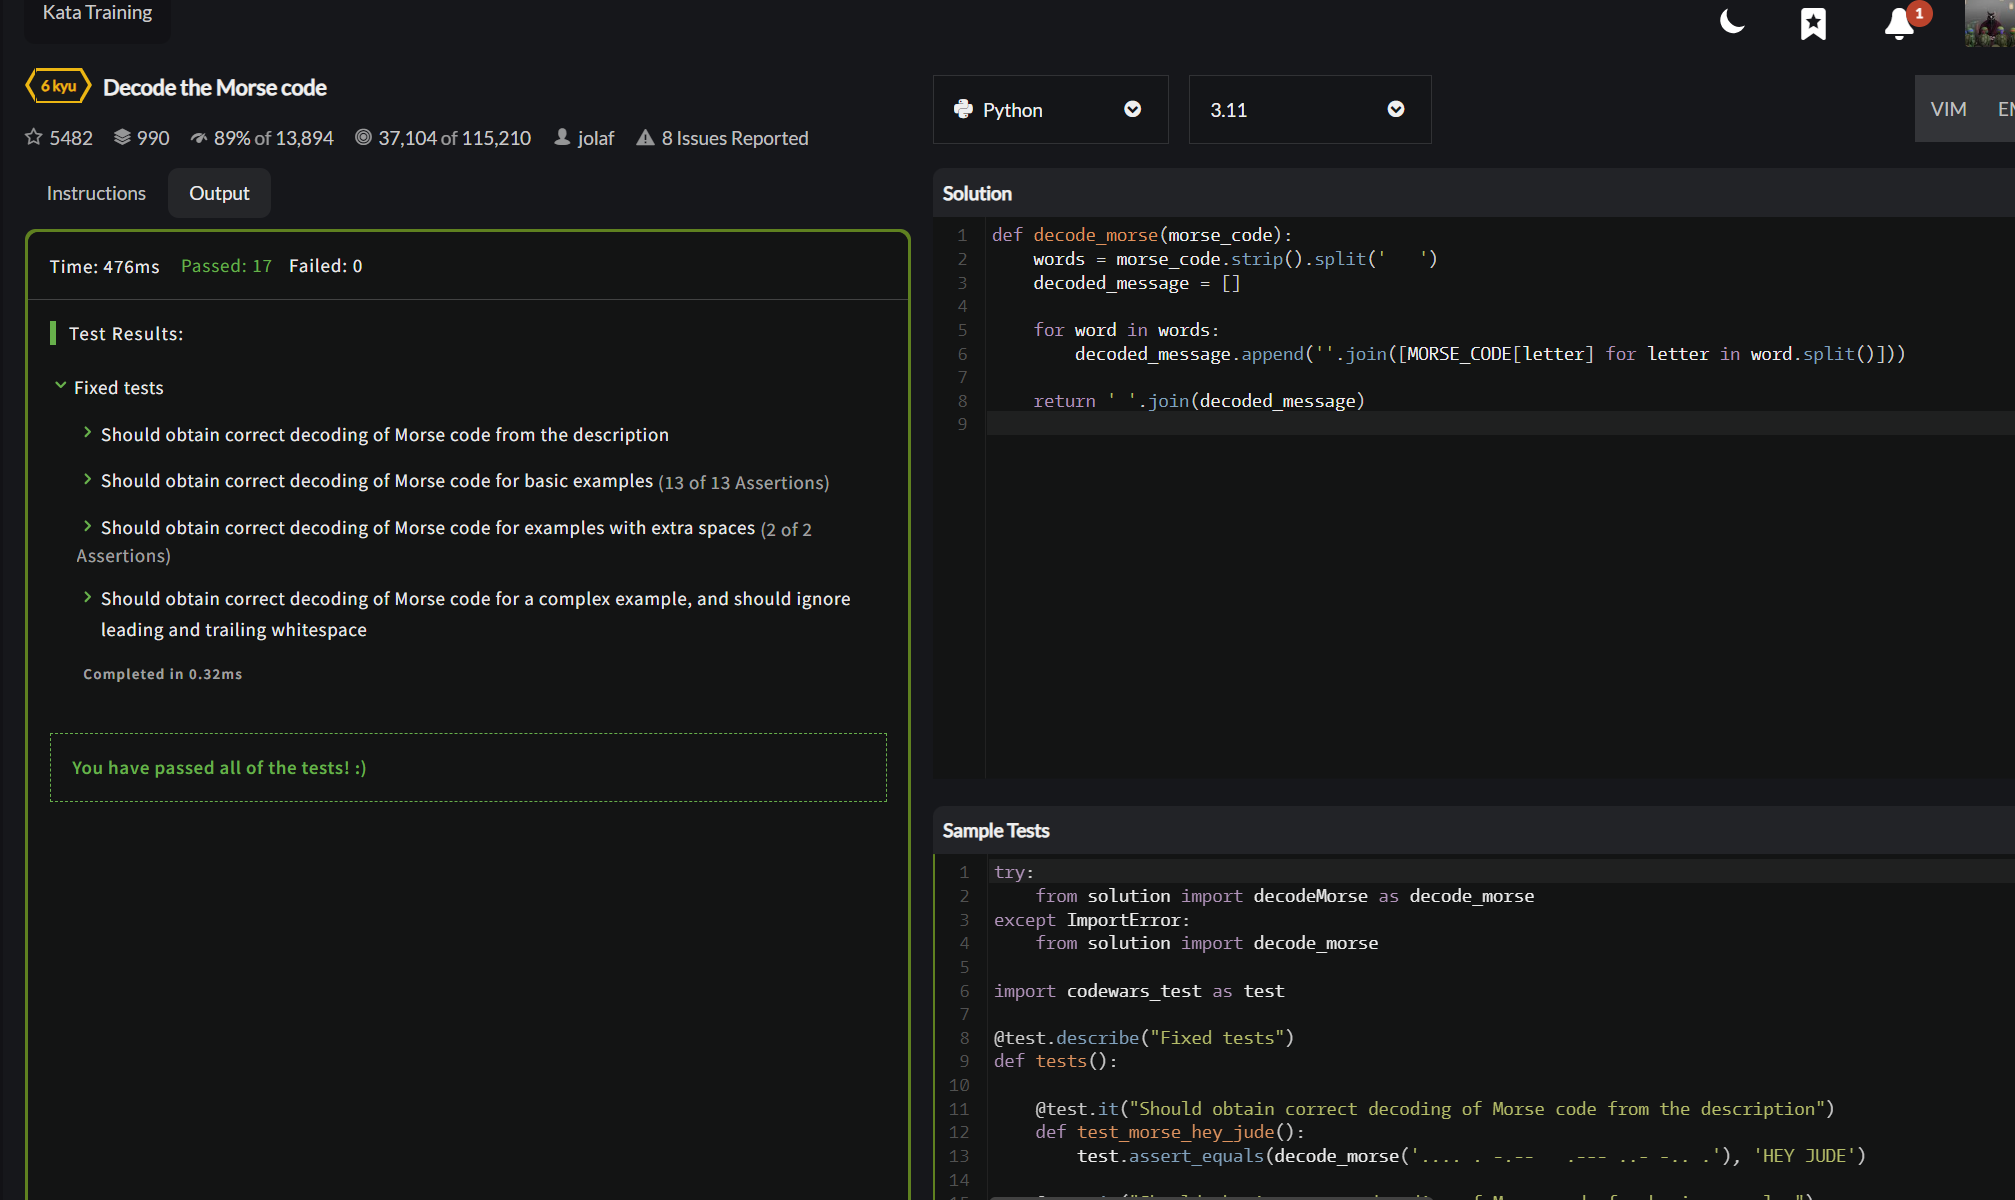 Kata Training
1
6 kyu
Decode the Morse code
5482 990 89% of 13,894 37,104 of 115,210 jolaf 8 Issues Reported
Instructions Output
Time: 476ms Passed: 17 Failed: 0
Test Results:
Fixed tests
Should obtain correct decoding of Morse code from the description
Should obtain correct decoding of Morse code for basic examples (13 of 13 Assertions)
Should obtain correct decoding of Morse code for examples with extra spaces (2 of 2
Assertions)
Should obtain correct decoding of Morse code for a complex example, and should ignore
leading and trailing whitespace
Completed in 0.32ms
You have passed all of the tests! :)
Python 3.11 VIM
Solution
1 def decode_morse(morse_code):
2     words = morse_code.strip().split('   ')
3     decoded_message = []
4
5     for word in words:
6         decoded_message.append(''.join([MORSE_CODE[letter] for letter in word.split()]))
7
8     return ' '.join(decoded_message)
9
Sample Tests
1 try:
2     from solution import decodeMorse as decode_morse
3 except ImportError:
4     from solution import decode_morse
5
6 import codewars_test as test
7
8 @test.describe("Fixed tests")
9 def tests():
10
11     @test.it("Should obtain correct decoding of Morse code from the description")
12     def test_morse_hey_jude():
13         test.assert_equals(decode_morse('.... . -.--   .--- ..- -.. .'), 'HEY JUDE')
14